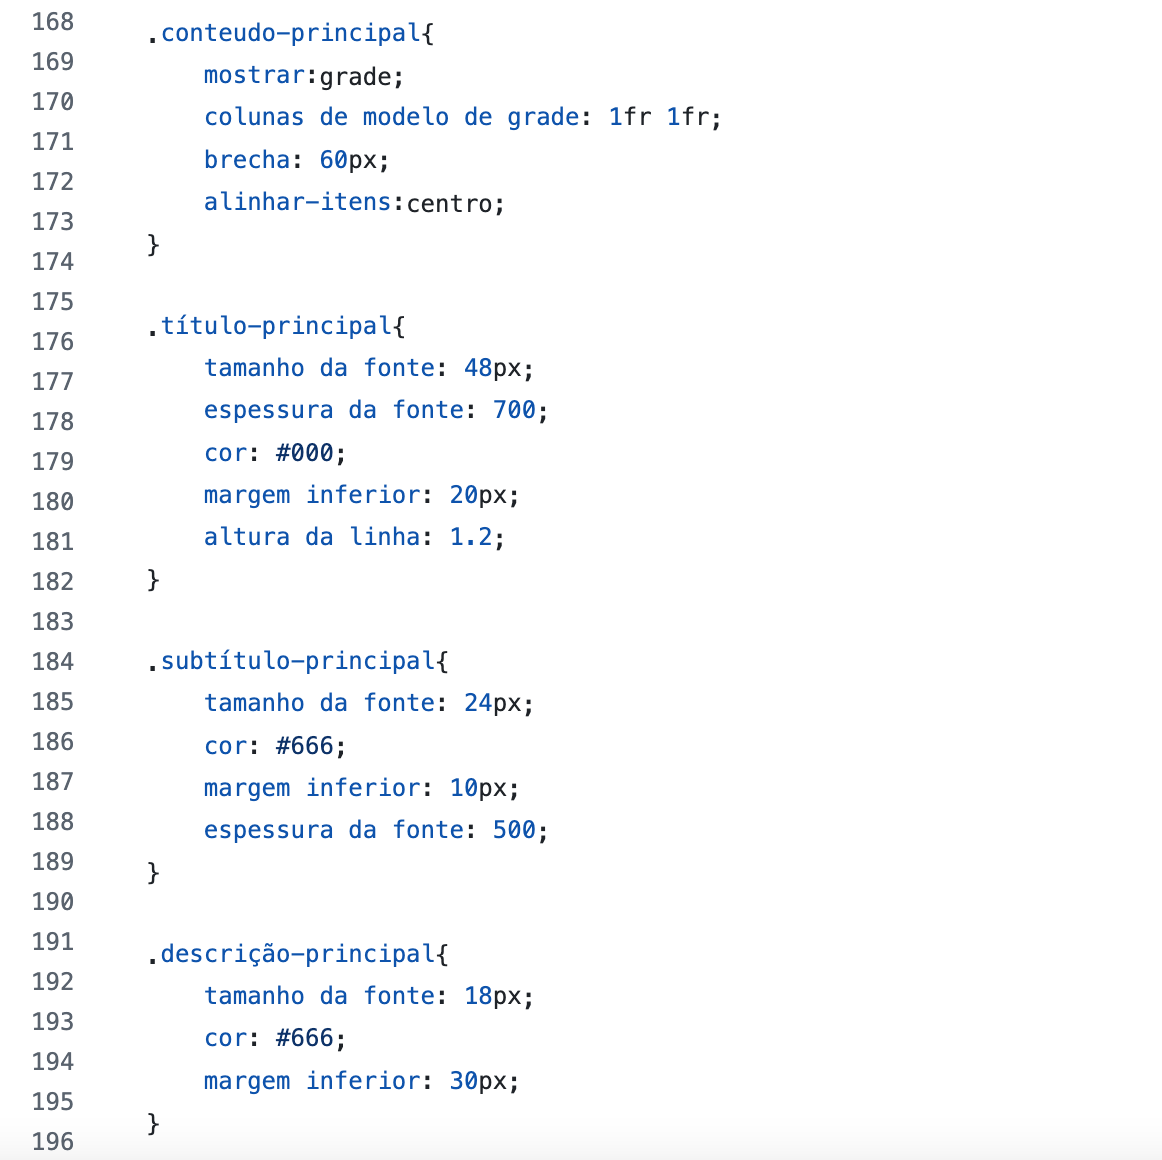 168 .conteudo-principal{
169 mostrar:grade;
170 colunas de modelo de grade: 1fr 1fr;
171 brecha: 60px;
172 alinhar-itens:centro;
173 }
174
175 .título-principal{
176 tamanho da fonte: 48px;
177 espessura da fonte: 700;
178 cor: #000;
179 margem inferior: 20px;
180 altura da linha: 1.2;
181 }
182
183 .subtítulo-principal{
184 tamanho da fonte: 24px;
185 cor: #666;
186 margem inferior: 10px;
187 espessura da fonte: 500;
188 }
189
190 .descrição-principal{
191 tamanho da fonte: 18px;
192 cor: #666;
193 margem inferior: 30px;
194 }
195
196